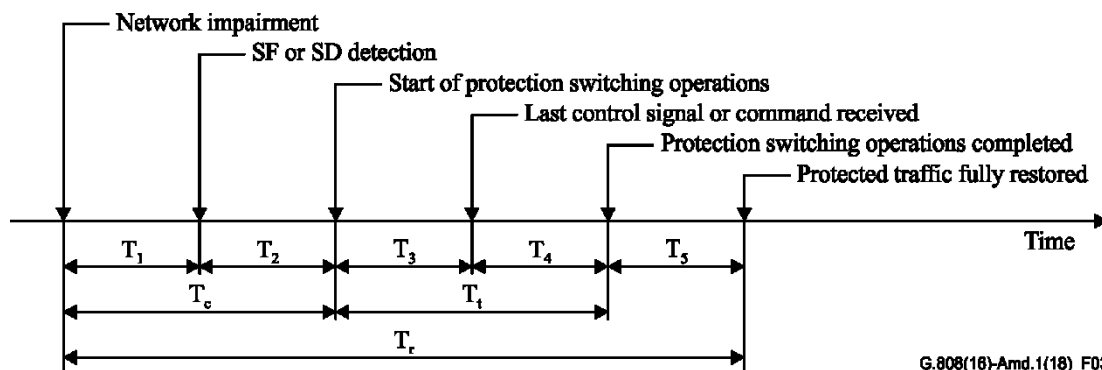 Network impairment
SF or SD detection
Start of protection switching operations
Last control signal or command received
Protection switching operations completed
Protected traffic fully restored
Time
T₁ T₂ T₃ T₄ T₅
Tc Tt
Tr
G.808(16)-Amd.1(18)_F03